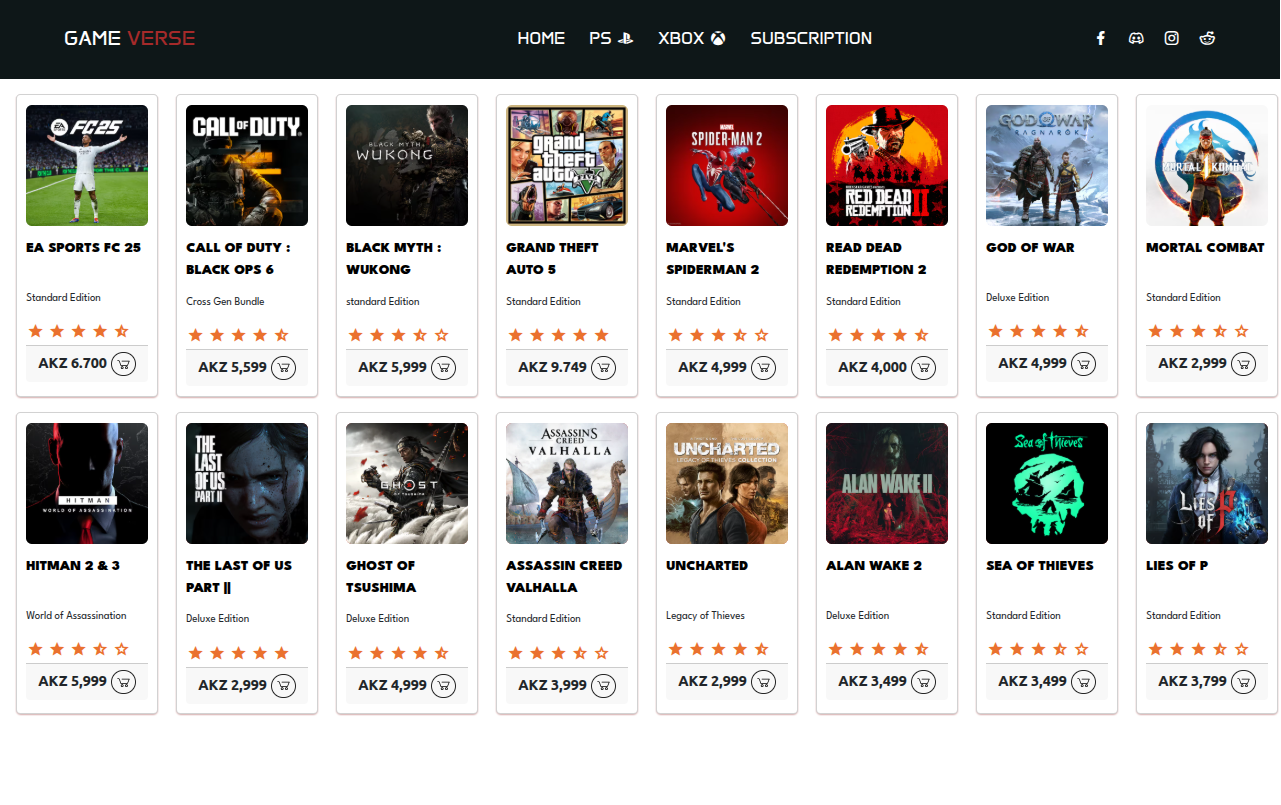 GAME VERSE
HOME PS XBOX SUBSCRIPTION
EA SPORTS FC25
CALL OF DUTY
BLACK MYTH
WUKONG
grand theft auto V
MARVEL
SPIDER-MAN 2
RED DEAD REDEMPTION II
GOD OF WAR
RAGNARÖK
MORTAL KOMBAT
EA SPORTS FC 25
Standard Edition
AKZ 6.700
CALL OF DUTY :
BLACK OPS 6
Cross Gen Bundle
AKZ 5,599
BLACK MYTH :
WUKONG
standard Edition
AKZ 5,999
GRAND THEFT
AUTO 5
Standard Edition
AKZ 9.749
MARVEL'S
SPIDERMAN 2
Standard Edition
AKZ 4,999
READ DEAD
REDEMPTION 2
Standard Edition
AKZ 4,000
GOD OF WAR
Deluxe Edition
AKZ 4,999
MORTAL COMBAT
Standard Edition
AKZ 2,999
HITMAN
WORLD OF ASSASSINATION
THE LAST OF US PART II
GHOST
OF TSUSHIMA
ASSASSIN'S CREED
VALHALLA
UNCHARTED
LEGACY OF THIEVES COLLECTION
ALAN WAKE II
Sea of Thieves
LIES OF P
HITMAN 2 & 3
World of Assassination
AKZ 5,999
THE LAST OF US
PART ||
Deluxe Edition
AKZ 2,999
GHOST OF
TSUSHIMA
Deluxe Edition
AKZ 4,999
ASSASSIN CREED
VALHALLA
Standard Edition
AKZ 3,999
UNCHARTED
Legacy of Thieves
AKZ 2,999
ALAN WAKE 2
Deluxe Edition
AKZ 3,499
SEA OF THIEVES
Standard Edition
AKZ 3,499
LIES OF P
Standard Edition
AKZ 3,799